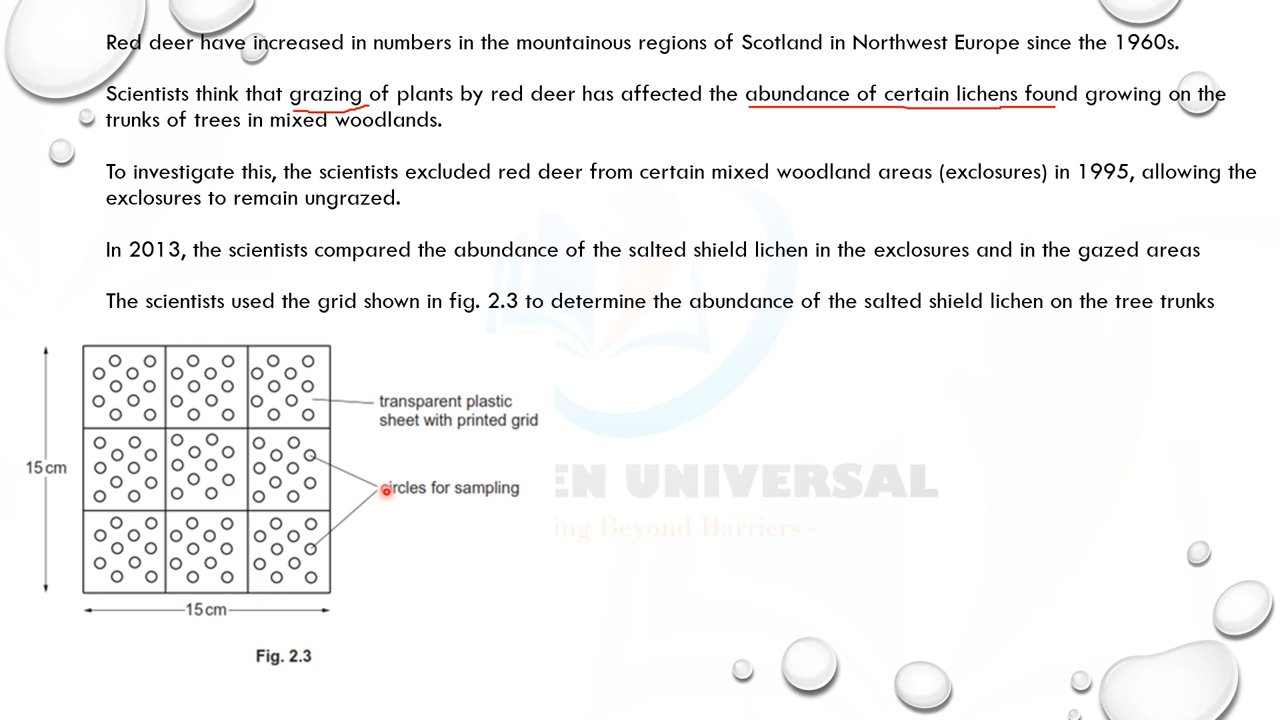 Red deer have increased in numbers in the mountainous regions of Scotland in Northwest Europe since the 1960s.
Scientists think that grazing of plants by red deer has affected the abundance of certain lichens found growing on the
trunks of trees in mixed woodlands.
To investigate this, the scientists excluded red deer from certain mixed woodland areas (exclosures) in 1995, allowing the
exclosures to remain ungrazed.
In 2013, the scientists compared the abundance of the salted shield lichen in the exclosures and in the gazed areas
The scientists used the grid shown in fig. 2.3 to determine the abundance of the salted shield lichen on the tree trunks
transparent plastic
sheet with printed grid
15 cm
circles for sampling
EN UNIVERSAL
ing Beyond Barriers -
15 cm
Fig. 2.3